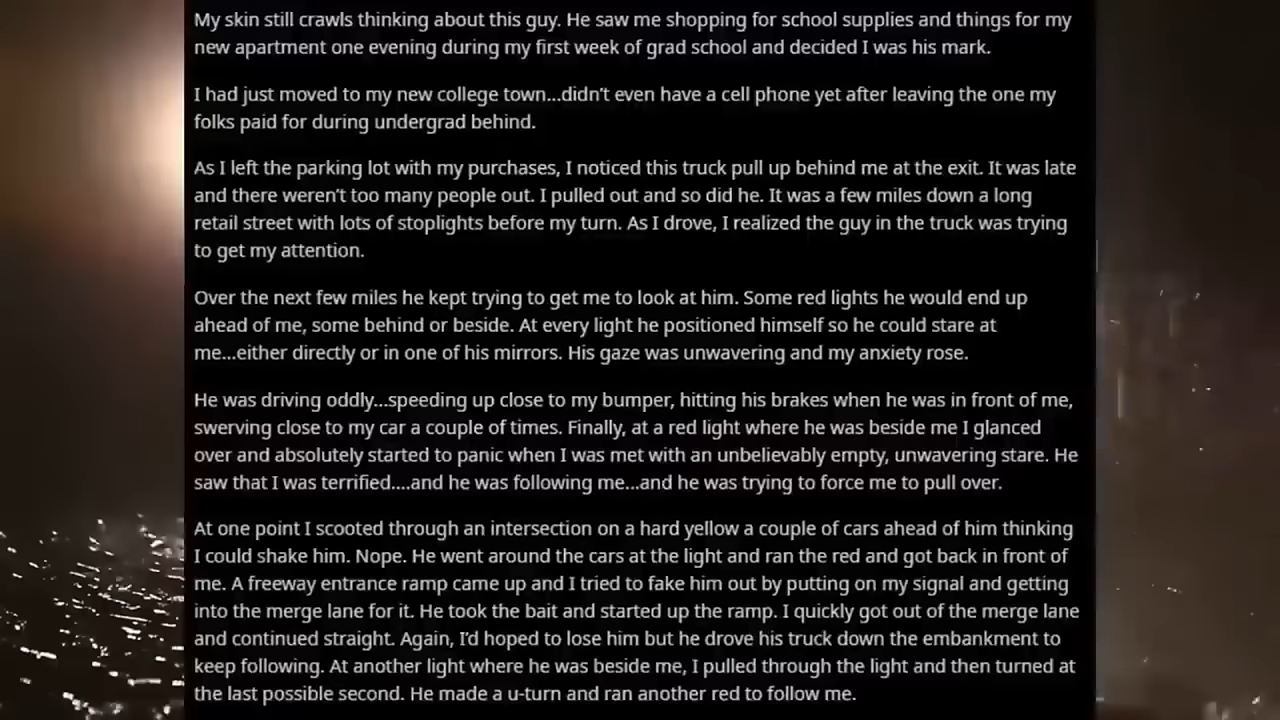 My skin still crawls thinking about this guy. He saw me shopping for school supplies and things for my
new apartment one evening during my first week of grad school and decided I was his mark.
I had just moved to my new college town...didn't even have a cell phone yet after leaving the one my
folks paid for during undergrad behind.
As I left the parking lot with my purchases, I noticed this truck pull up behind me at the exit. It was late
and there weren't too many people out. I pulled out and so did he. It was a few miles down a long
retail street with lots of stoplights before my turn. As I drove, I realized the guy in the truck was trying
to get my attention.
Over the next few miles he kept trying to get me to look at him. Some red lights he would end up
ahead of me, some behind or beside. At every light he positioned himself so he could stare at
me...either directly or in one of his mirrors. His gaze was unwavering and my anxiety rose.
He was driving oddly...speeding up close to my bumper, hitting his brakes when he was in front of me,
swerving close to my car a couple of times. Finally, at a red light where he was beside me I glanced
over and absolutely started to panic when I was met with an unbelievably empty, unwavering stare. He
saw that I was terrified....and he was following me...and he was trying to force me to pull over.
At one point I scooted through an intersection on a hard yellow a couple of cars ahead of him thinking
I could shake him. Nope. He went around the cars at the light and ran the red and got back in front of
me. A freeway entrance ramp came up and I tried to fake him out by putting on my signal and getting
into the merge lane for it. He took the bait and started up the ramp. I quickly got out of the merge lane
and continued straight. Again, I'd hoped to lose him but he drove his truck down the embankment to
keep following. At another light where he was beside me, I pulled through the light and then turned at
the last possible second. He made a u-turn and ran another red to follow me.